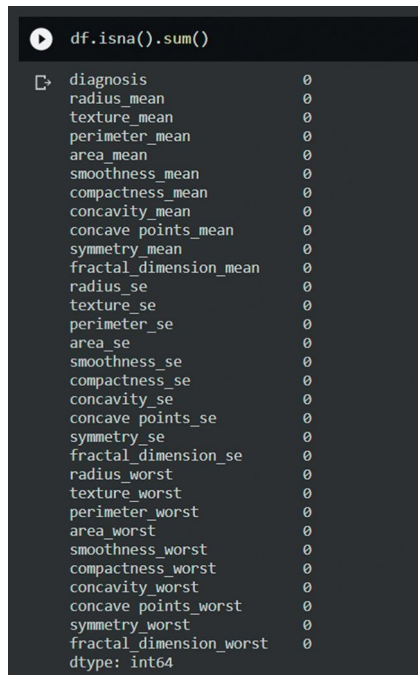 df.isna().sum()
diagnosis 0
radius_mean 0
texture_mean 0
perimeter_mean 0
area_mean 0
smoothness_mean 0
compactness_mean 0
concavity_mean 0
concave points_mean 0
symmetry_mean 0
fractal_dimension_mean 0
radius_se 0
texture_se 0
perimeter_se 0
area_se 0
smoothness_se 0
compactness_se 0
concavity_se 0
concave points_se 0
symmetry_se 0
fractal_dimension_se 0
radius_worst 0
texture_worst 0
perimeter_worst 0
area_worst 0
smoothness_worst 0
compactness_worst 0
concavity_worst 0
concave points_worst 0
symmetry_worst 0
fractal_dimension_worst 0
dtype: int64